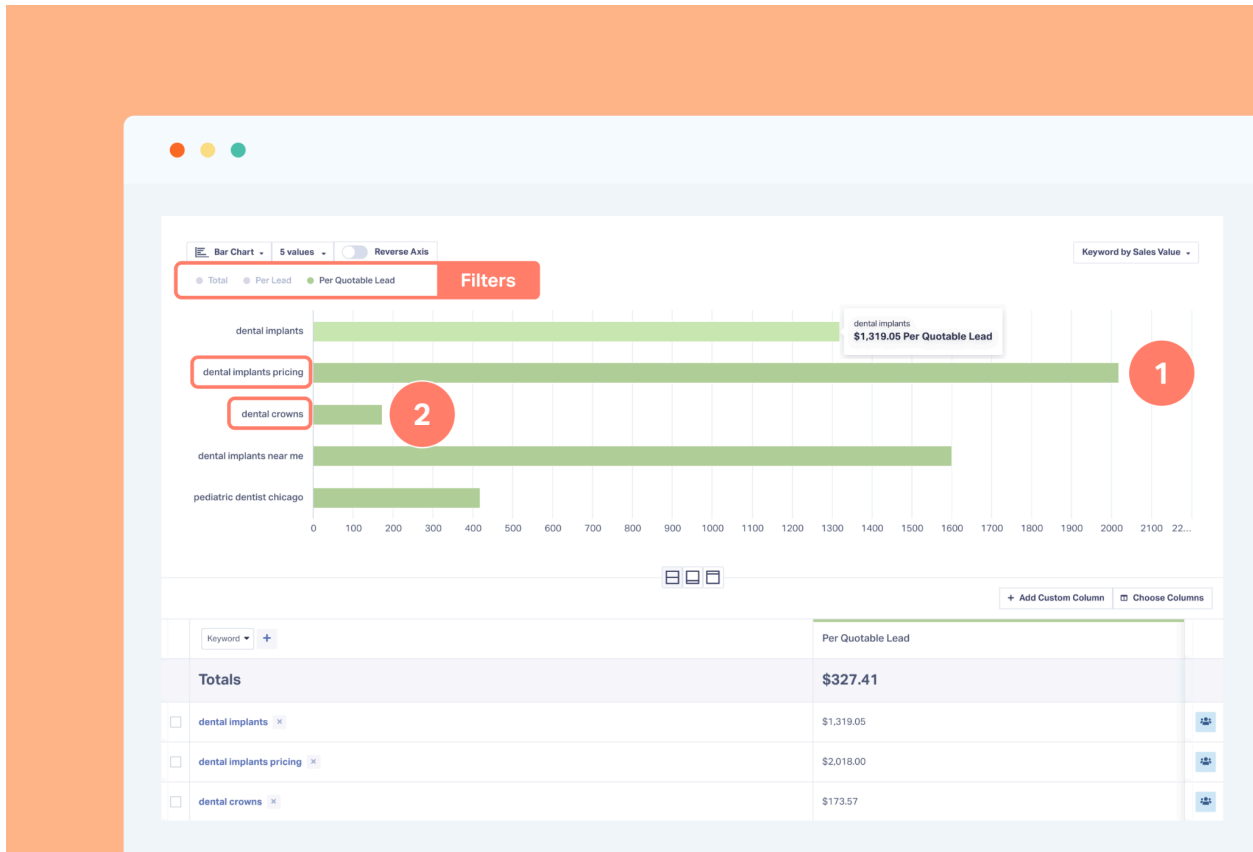 Bar Chart 5 values Reverse Axis Keyword by Sales Value
Total Per Lead Per Quotable Lead Filters
dental implants
dental implants
$1,319.05 Per Quotable Lead
dental implants pricing 1
dental crowns 2
dental implants near me
pediatric dentist chicago
0 100 200 300 400 500 600 700 800 900 1000 1100 1200 1300 1400 1500 1600 1700 1800 1900 2000 2100 22...
+ Add Custom Column Choose Columns
Keyword + Per Quotable Lead
Totals $327.41
dental implants × $1,319.05
dental implants pricing × $2,018.00
dental crowns × $173.57